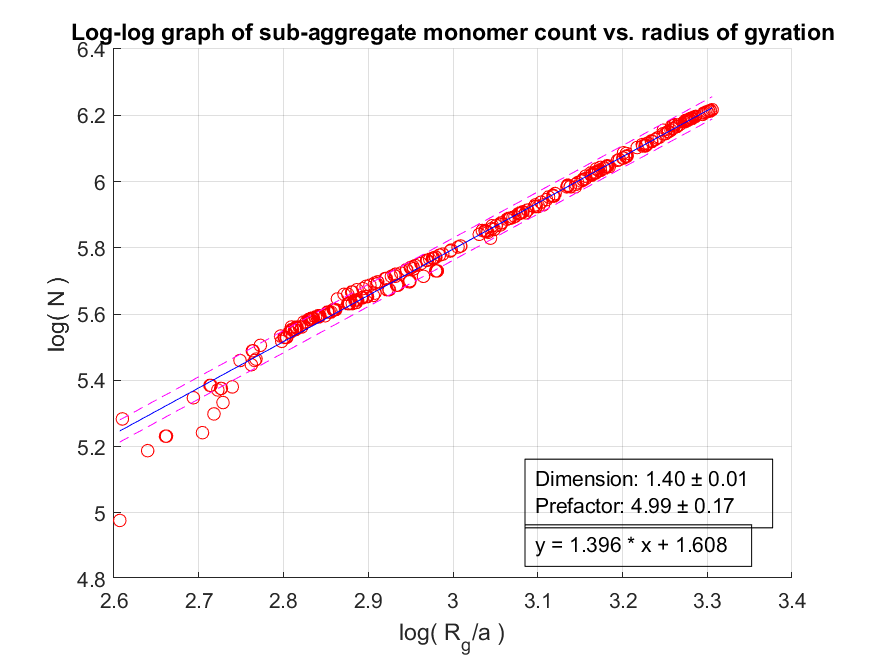 Log-log graph of sub-aggregate monomer count vs. radius of gyration
log( N )
6.4
6.2
6
5.8
5.6
5.4
5.2
5
4.8
Dimension: 1.40 ± 0.01
Prefactor: 4.99 ± 0.17
y = 1.396 * x + 1.608
2.6 2.7 2.8 2.9 3 3.1 3.2 3.3 3.4
log( Rg/a )